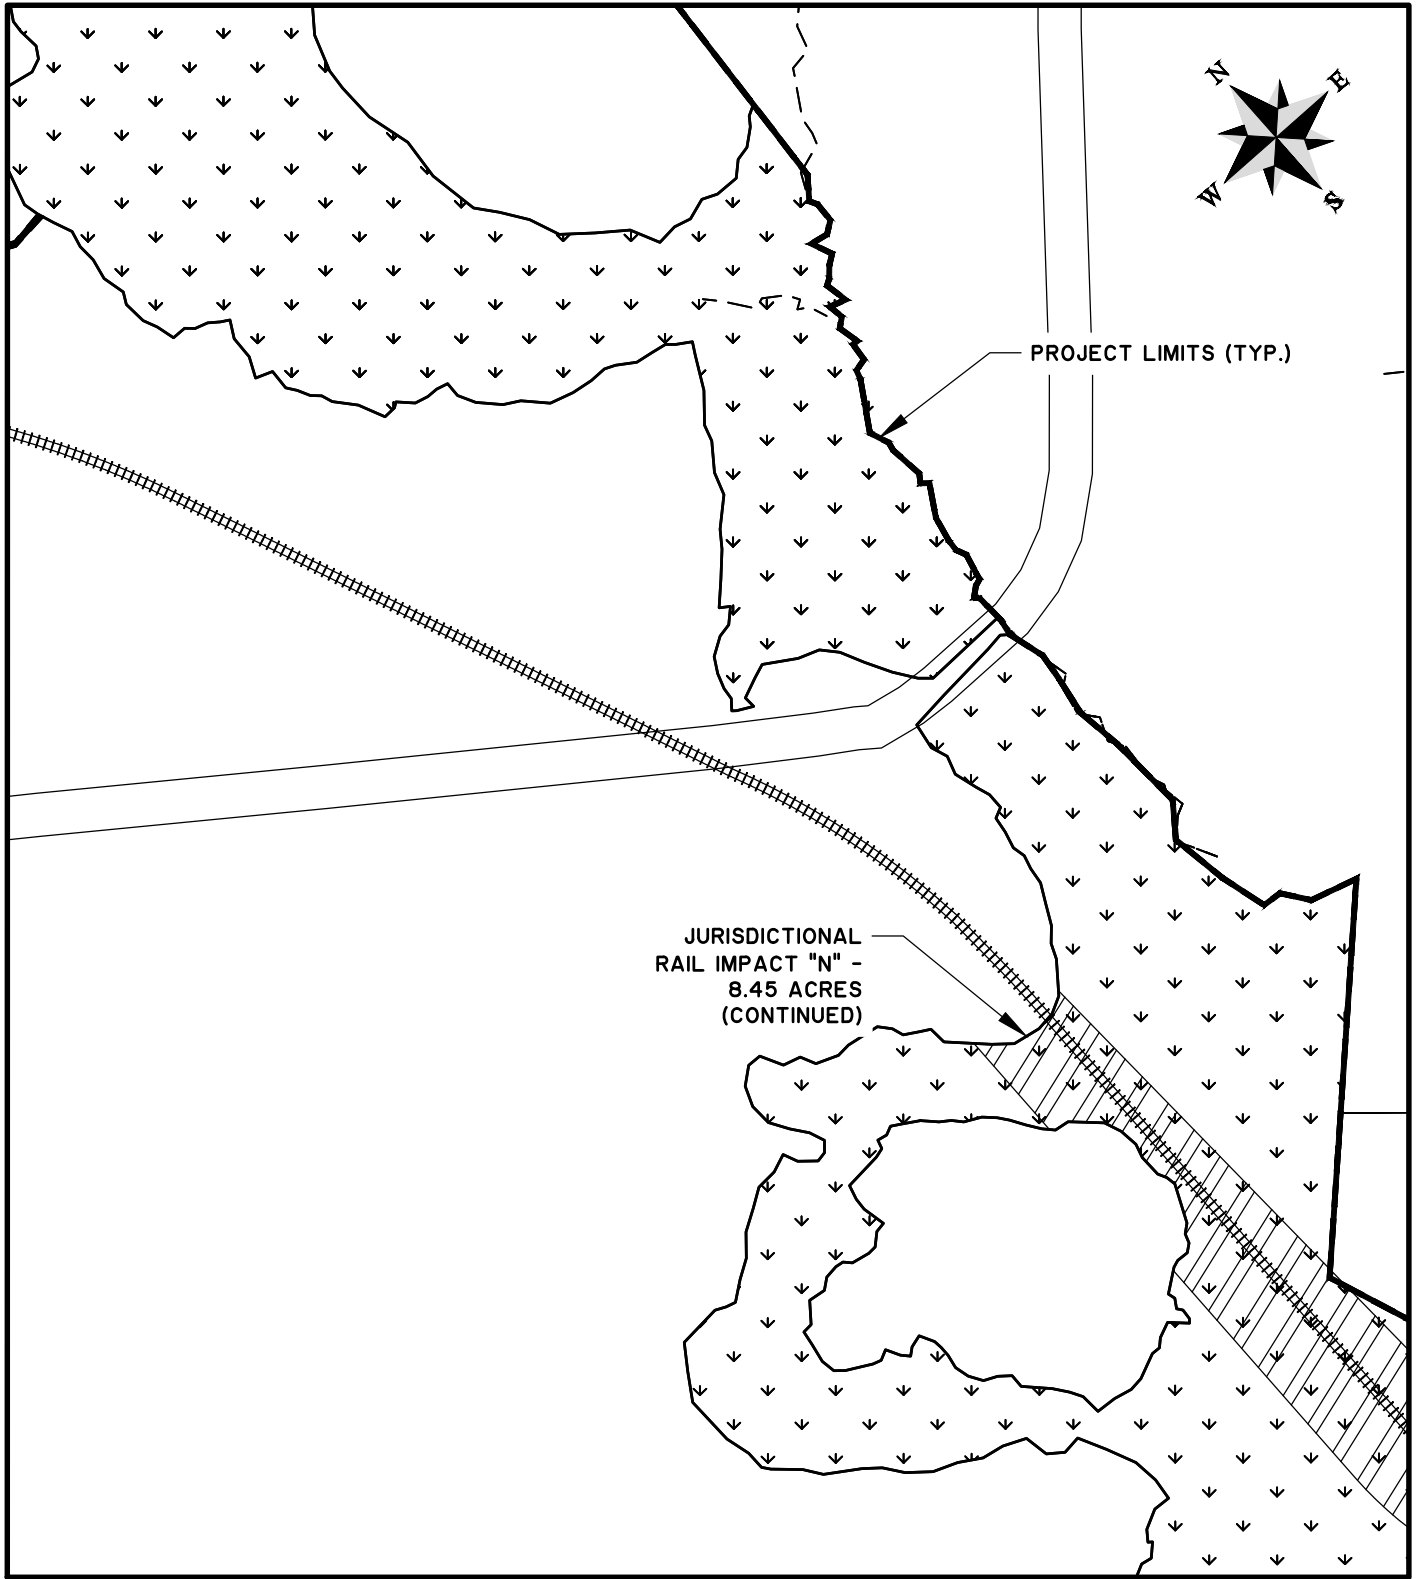 N
E
W
S
PROJECT LIMITS (TYP.)
JURISDICTIONAL
RAIL IMPACT "N" -
8.45 ACRES
(CONTINUED)